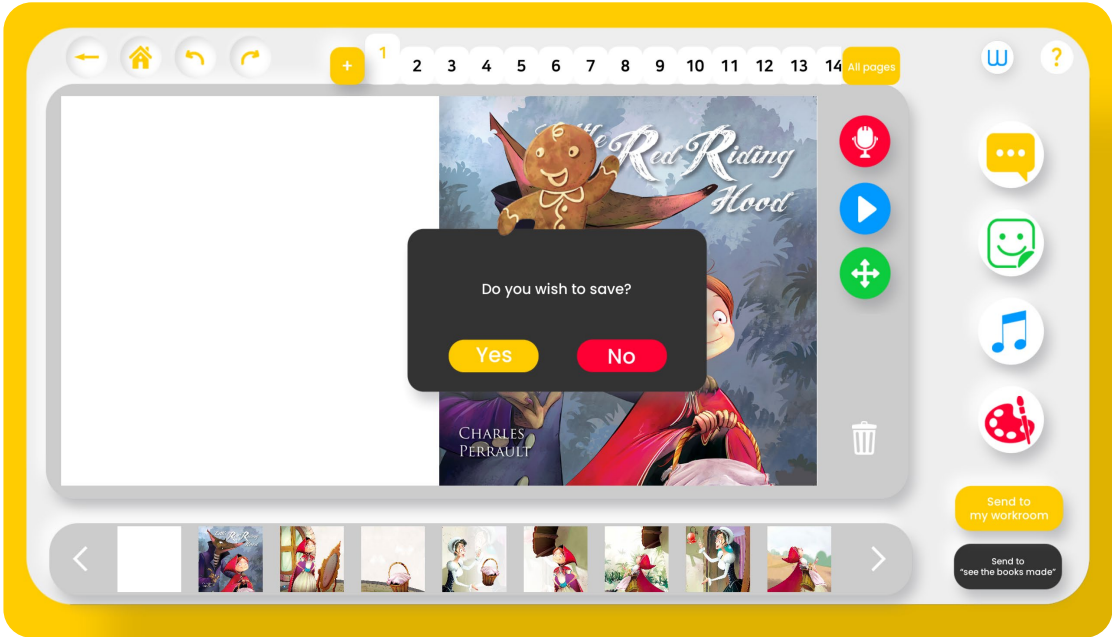 + 1 2 3 4 5 6 7 8 9 10 11 12 13 14 All pages
W ?
Little Red Riding
Hood
Do you wish to save?
Yes No
CHARLES
PERRAULT
Send to
my workroom
Send to
"see the books made"